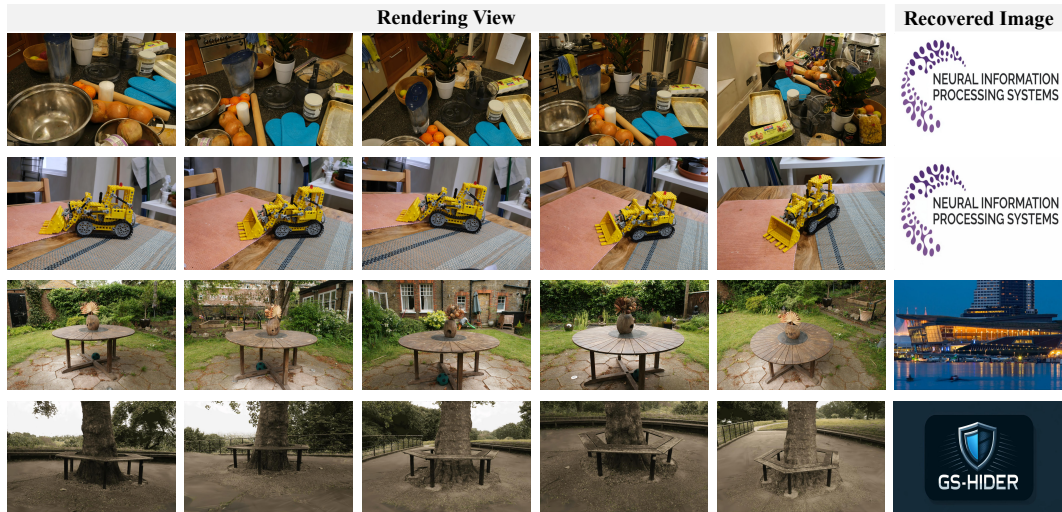 Rendering View
Recovered Image
NEURAL INFORMATION
PROCESSING SYSTEMS
NEURAL INFORMATION
PROCESSING SYSTEMS
GS-HIDER